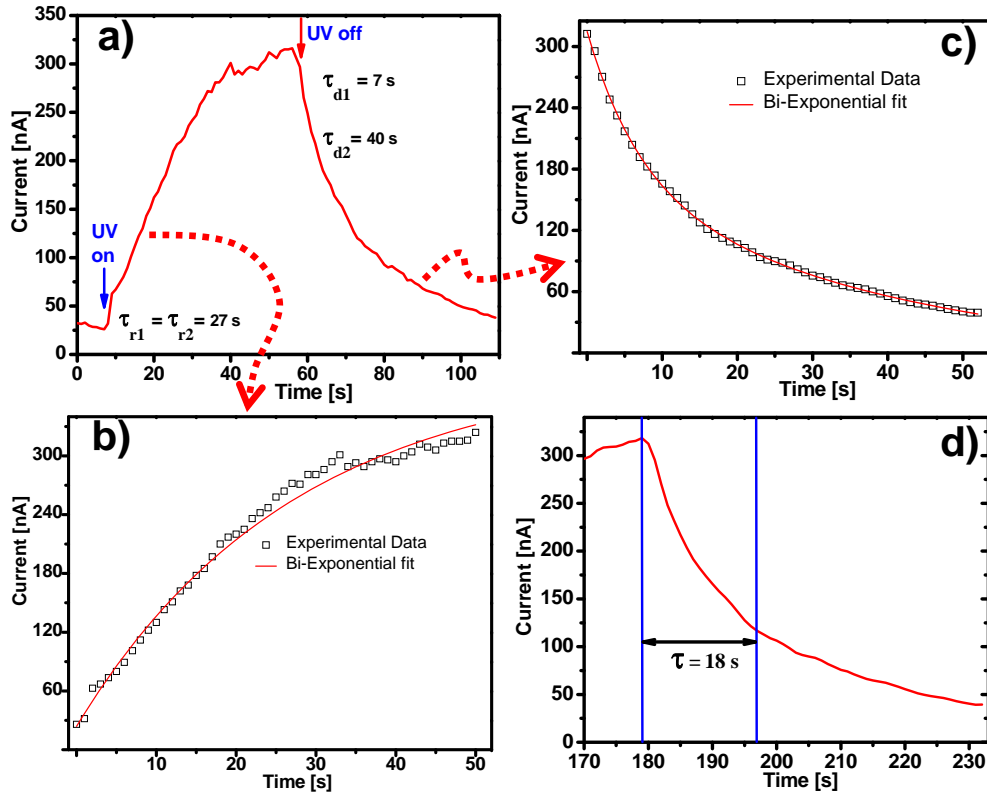 a)
UV off
τd1 = 7 s
τd2 = 40 s
UV
on
τr1 = τr2 = 27 s
Current [nA]
350
300
250
200
150
100
50
0
0 20 40 60 80 100
Time [s]
c)
Experimental Data
Bi-Exponential fit
Current [nA]
300
240
180
120
60
10 20 30 40 50
Time [s]
b)
Experimental Data
Bi-Exponential fit
Current [nA]
300
240
180
120
60
10 20 30 40 50
Time [s]
d)
τ = 18 s
Current [nA]
300
250
200
150
100
50
0
170 180 190 200 210 220 230
Time [s]